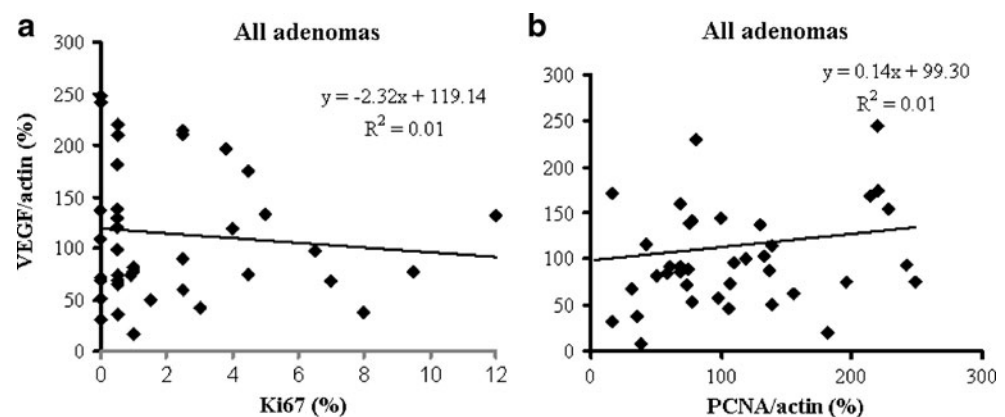 a
All adenomas
y = -2.32x + 119.14
R² = 0.01
VEGF/actin (%)
300
250
200
150
100
50
0
0 2 4 6 8 10 12
Ki67 (%)
b
All adenomas
y = 0.14x + 99.30
R² = 0.01
300
250
200
150
100
50
0
0 100 200 300
PCNA/actin (%)